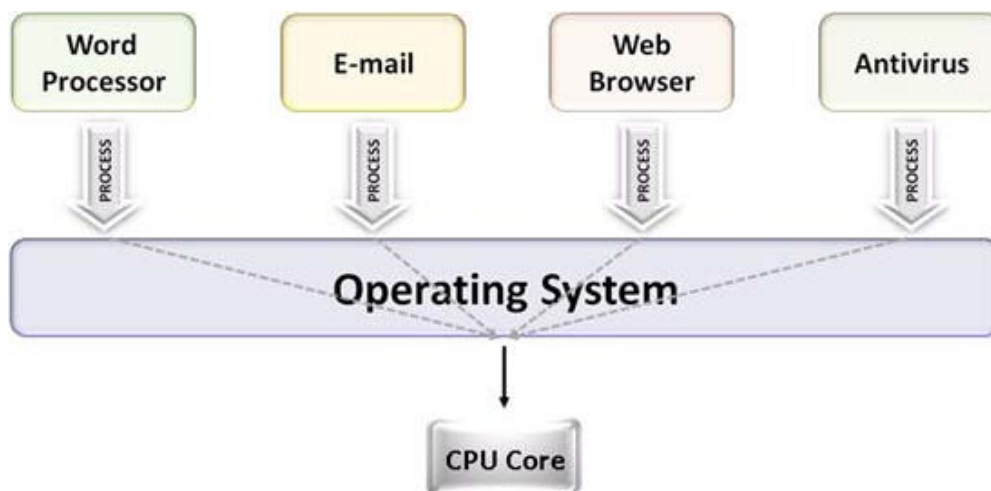 Word
Processor
E-mail
Web
Browser
Antivirus
PROCESS
PROCESS
PROCESS
PROCESS
Operating System
CPU Core